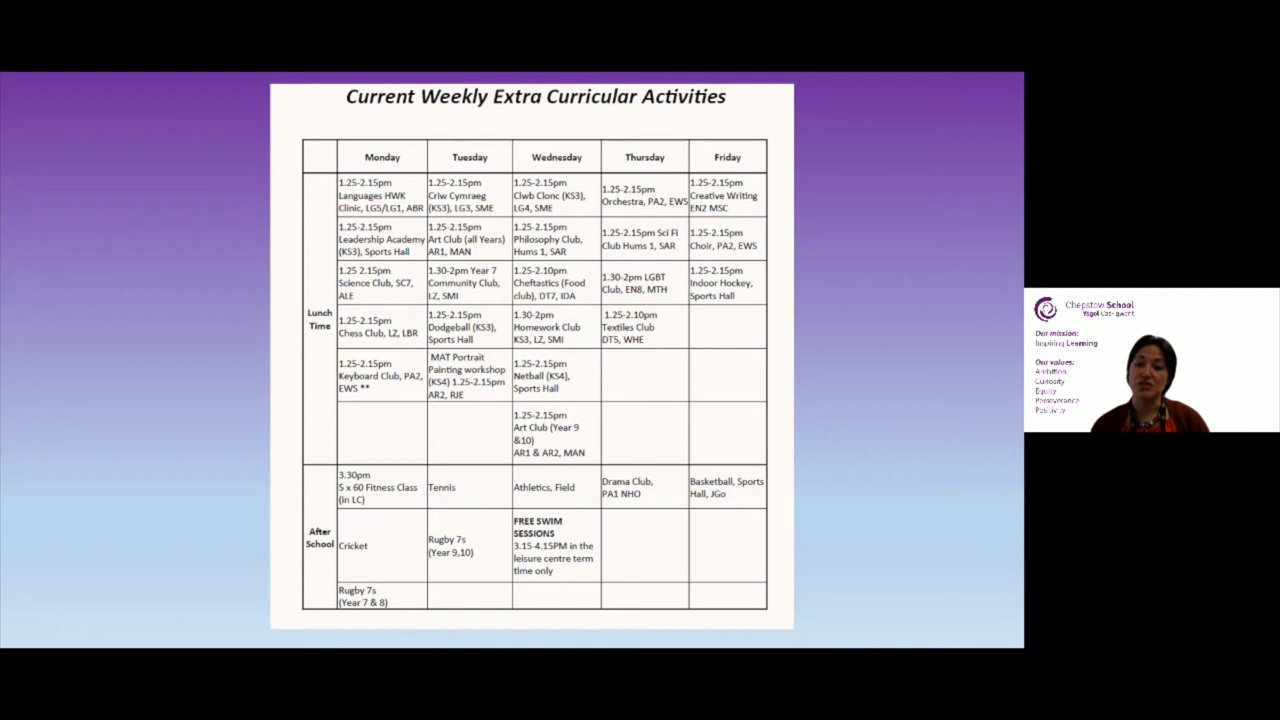 Current Weekly Extra Curricular Activities
Monday
Tuesday
Wednesday
Thursday
Friday
Lunch
Time
1.25-2.15pm
Languages HWK
Clinic, LG5/LG1, ABR
1.25-2.15pm
Criw Cymraeg
(KS3), LG3, SME
1.25-2.15pm
Clwb Clonc (KS3),
LG4, SME
1.25-2.15pm
Orchestra, PA2, EWS
1.25-2.15pm
Creative Writing
EN2 MSC
1.25-2.15pm
Leadership Academy
(KS3), Sports Hall
1.25-2.15pm
Art Club (all Years)
AR1, MAN
1.25-2.15pm
Philosophy Club,
Hums 1, SAR
1.25-2.15pm Sci Fi
Club Hums 1, SAR
1.25-2.15pm
Choir, PA2, EWS
1.25 2.15pm
Science Club, SC7,
ALE
1.30-2pm Year 7
Community Club,
LZ, SMI
1.25-2.10pm
Cheftastics (Food
club), DT7, IDA
1.30-2pm LGBT
Club, EN8, MTH
1.25-2.15pm
Indoor Hockey,
Sports Hall
1.25-2.15pm
Chess Club, LZ, LBR
1.25-2.15pm
Dodgeball (KS3),
Sports Hall
1.30-2pm
Homework Club
KS3, LZ, SMI
1.25-2.10pm
Textiles Club
DT5, WHE
1.25-2.15pm
Keyboard Club, PA2,
EWS **
MAT Portrait
Painting workshop
(KS4) 1.25-2.15pm
AR2, RJE
1.25-2.15pm
Netball (KS4),
Sports Hall
1.25-2.15pm
Art Club (Year 9
&10)
AR1 & AR2, MAN
After
School
3.30pm
5 x 60 Fitness Class
(in LC)
Tennis
Athletics, Field
Drama Club,
PA1 NHO
Basketball, Sports
Hall, JGo
Cricket
Rugby 7s
(Year 9,10)
FREE SWIM
SESSIONS
3.15-4.15PM in the
leisure centre term
time only
Rugby 7s
(Year 7 & 8)
Chepstow School
Ysgol Cas-gwent
Our mission:
Inspiring Learning
Our values:
Ambition
Curiosity
Equity
Perseverance
Positivity